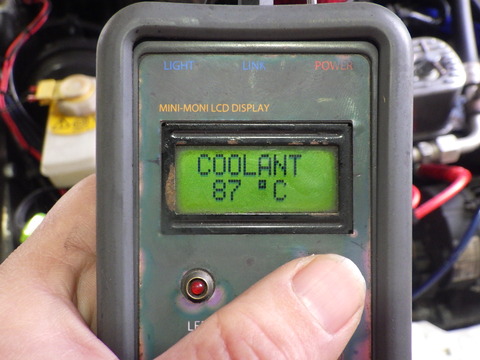 LIGHT LINK POWER
MINI-MONI LCD DISPLAY
COOLANT
87 °C